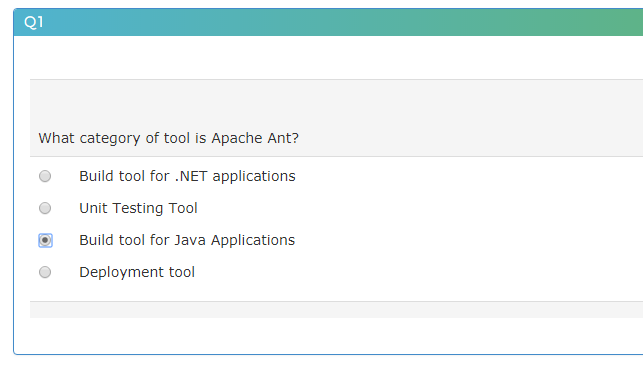 Q1
What category of tool is Apache Ant?
Build tool for .NET applications
Unit Testing Tool
Build tool for Java Applications
Deployment tool